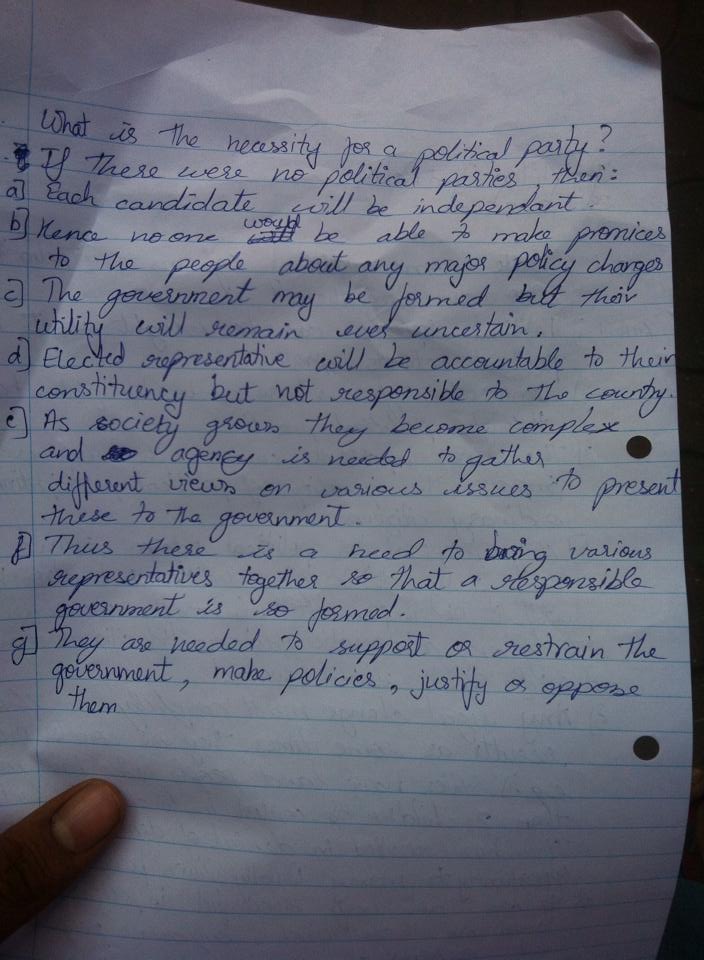 What is the necessity for a political party?
If there were no political parties then:
a] Each candidate will be independant.
b] Hence no one would be able to make promices
to the people about any major policy changes
c] The government may be formed but their
utility will remain ever uncertain.
d] Elected representative will be accountable to their
constituency but not responsible to the country.
e] As society grows they become complex
and agency is needed to gather
different views on various issues to present
these to the government.
f] Thus there is a need to bring various
representatives together so that a responsible
government is so formed.
g] They are needed to support or restrain the
government, make policies, justify or oppose
them